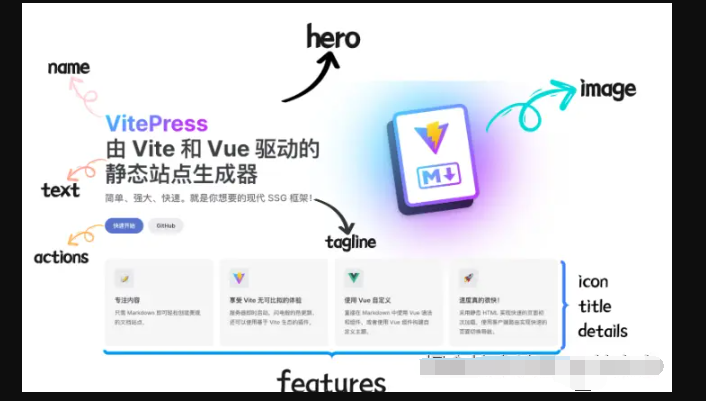 hero
name
image
VitePress
由 Vite 和 Vue 驱动的
静态站点生成器
text
简单、强大、快速。就是你想要的现代 SSG 框架！
快速开始
GitHub
actions
tagline
专注内容
只需 Markdown 即可轻松创建美观的文档站点。
享受 Vite 无可比拟的体验
服务器即时启动，闪电般的热更新，
还可以使用基于 Vite 生态的插件。
使用 Vue 自定义
直接在 Markdown 中使用 Vue 语法
和组件，或者使用 Vue 组件构建自
定义主题。
速度真的很快！
采用静态 HTML 实现快速的页面初
次加载，使用客户端路由实现快速的
页面切换导航。
icon
title
details
features